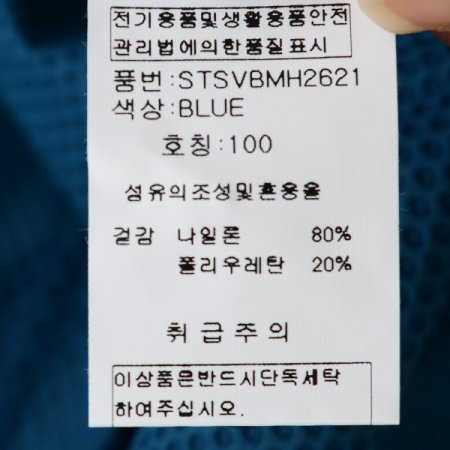 전기용품및생활용품안전
관리법에의한품질표시
품번:STSVBMH2621
색상:BLUE
호칭:100
섬유의조성및혼용율
겉감 나일론 80%
폴리우레탄 20%
취급주의
이상품은반드시단독세탁
하여주십시오.